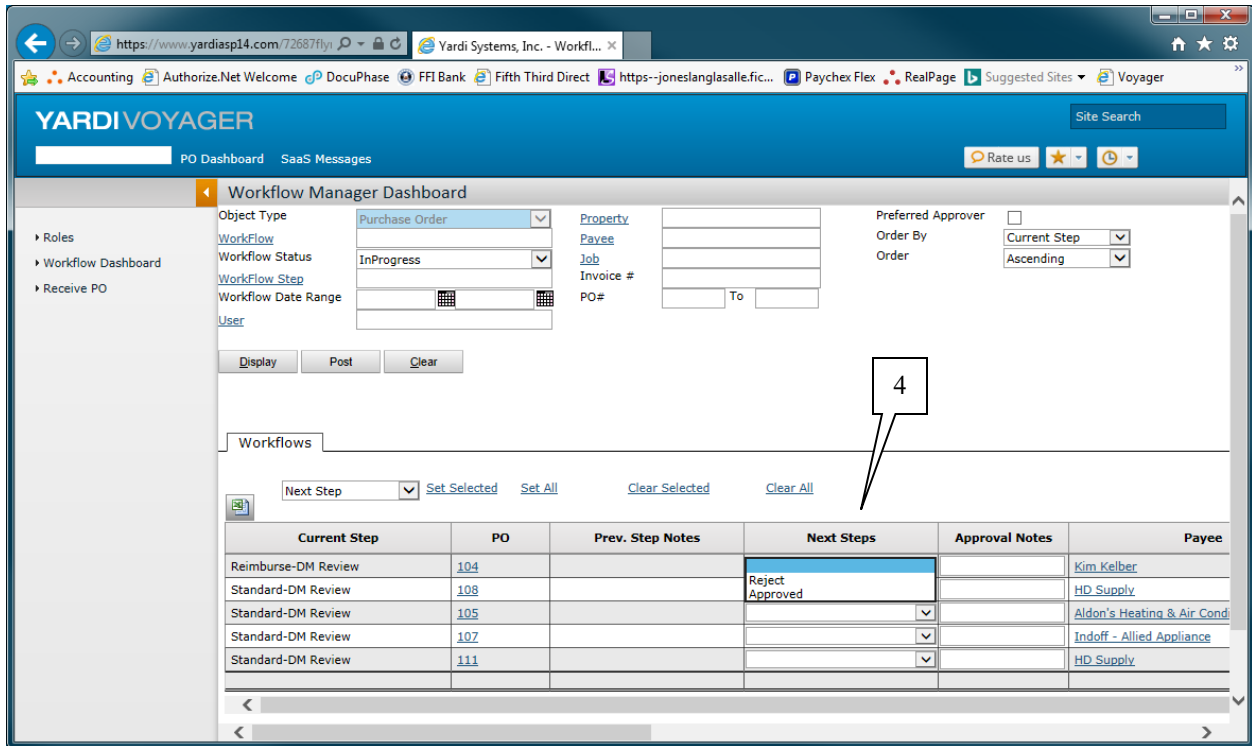 https://www.yardiasp14.com/72687flyi
Yardi Systems, Inc. - Workfl...
Accounting Authorize.Net Welcome DocuPhase FFI Bank Fifth Third Direct https--joneslanglasalle.fic... Paychex Flex RealPage Suggested Sites Voyager
YARDI VOYAGER
Site Search
PO Dashboard SaaS Messages
Rate us
Workflow Manager Dashboard
Roles
Workflow Dashboard
Receive PO
Object Type Purchase Order Property Preferred Approver
WorkFlow Payee Order By Current Step
Workflow Status InProgress Job Order Ascending
WorkFlow Step Invoice #
Workflow Date Range PO# To
User
Display Post Clear
4
Workflows
Next Step Set Selected Set All Clear Selected Clear All
Current Step PO Prev. Step Notes Next Steps Approval Notes Payee
Reimburse-DM Review 104 Kim Kelber
Reject
Standard-DM Review 108 Approved HD Supply
Standard-DM Review 105 Aldon's Heating & Air Condi
Standard-DM Review 107 Indoff - Allied Appliance
Standard-DM Review 111 HD Supply